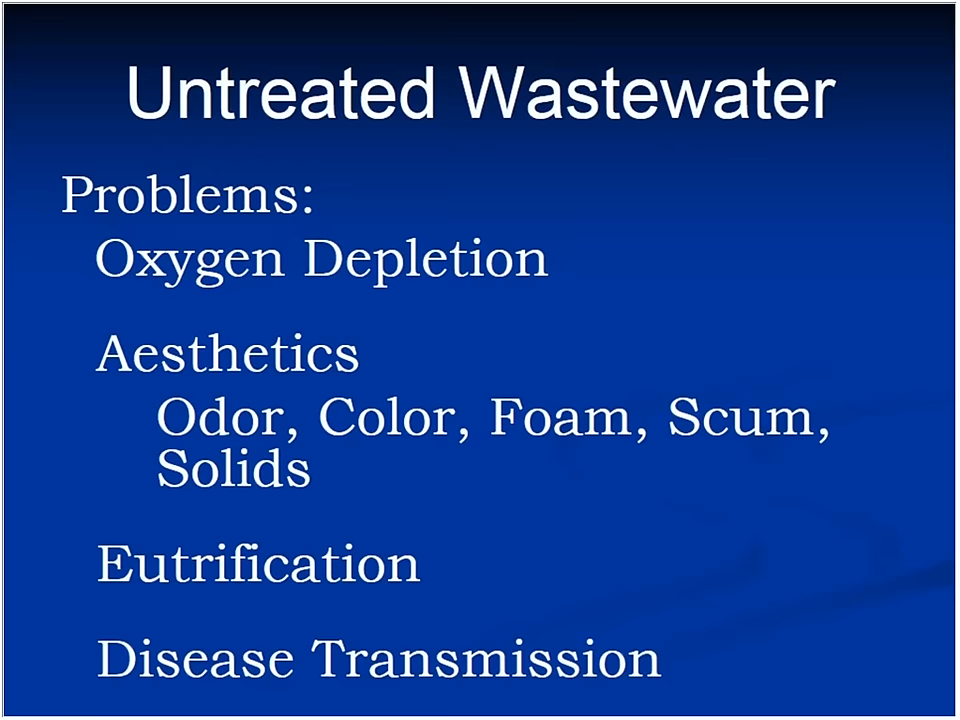 Untreated Wastewater
Problems:
Oxygen Depletion
Aesthetics
Odor, Color, Foam, Scum,
Solids
Eutrification
Disease Transmission